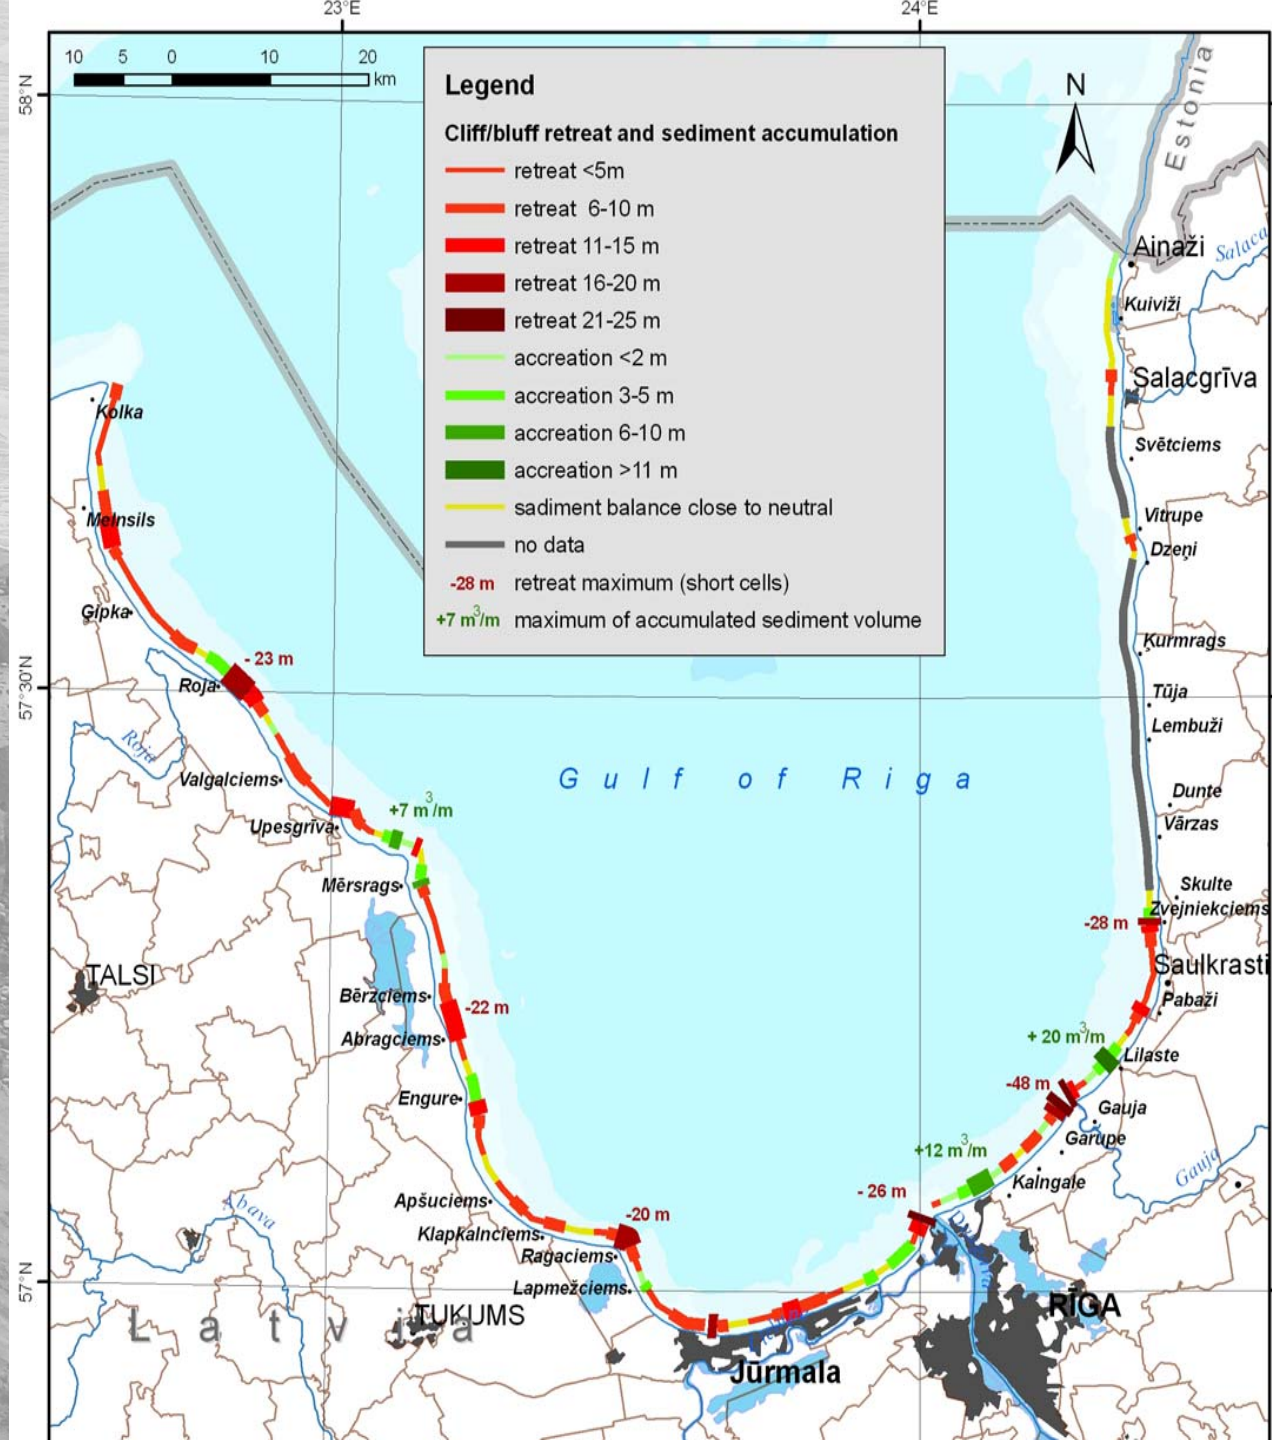 23°E 24°E
10 5 0 10 20
km
58°N
57°30'N
57°N
N
Estonia
Legend
Cliff/bluff retreat and sediment accumulation
retreat <5m
retreat 6-10 m
retreat 11-15 m
retreat 16-20 m
retreat 21-25 m
accreation <2 m
accreation 3-5 m
accreation 6-10 m
accreation >11 m
sadiment balance close to neutral
no data
-28 m retreat maximum (short cells)
+7 m³/m maximum of accumulated sediment volume
Ainaži
Salaca
Kuiviži
Salacgrīva
Svētciems
Vitrupe
Dzeņi
Ķurmrags
Tūja
Lembuži
Dunte
Vārzas
Skulte
Zvejniekciems
-28 m
Saulkrasti
Pabaži
+ 20 m³/m
Lilaste
-48 m
Gauja
Garupe
+12 m³/m
Kalngale
Gauja
- 26 m
Kolka
Melnsils
Ģipka
- 23 m
Roja
Roja
Valgalciems
Upesgrīva
+7 m³/m
Gulf of Riga
Mērsrags
TALSI
Bērzciems
-22 m
Abragciems
Engure
Abava
Apšuciems
Klapkalnciems
-20 m
Ragaciems
Lapmežciems
Latvija
TUKUMS
Jūrmala
RĪGA